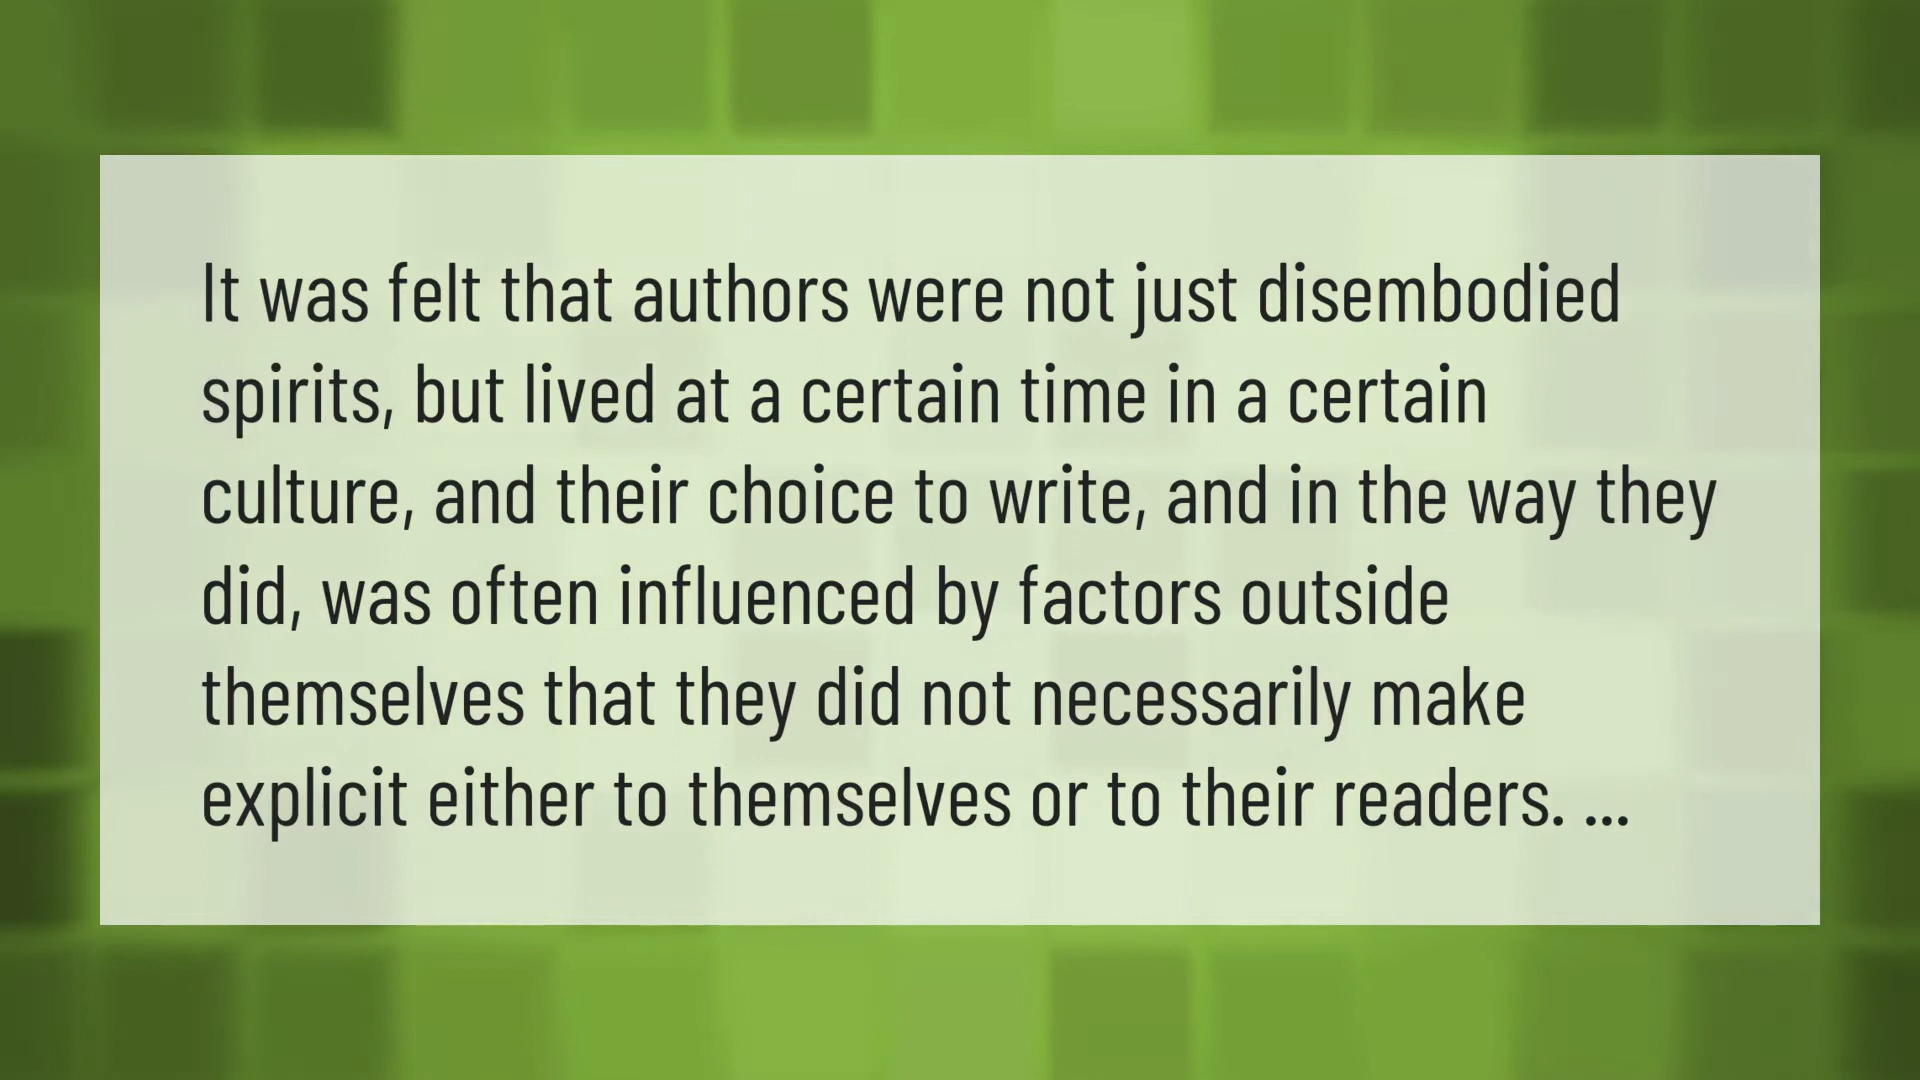 It was felt that authors were not just disembodied
spirits, but lived at a certain time in a certain
culture, and their choice to write, and in the way they
did, was often influenced by factors outside
themselves that they did not necessarily make
explicit either to themselves or to their readers. ...